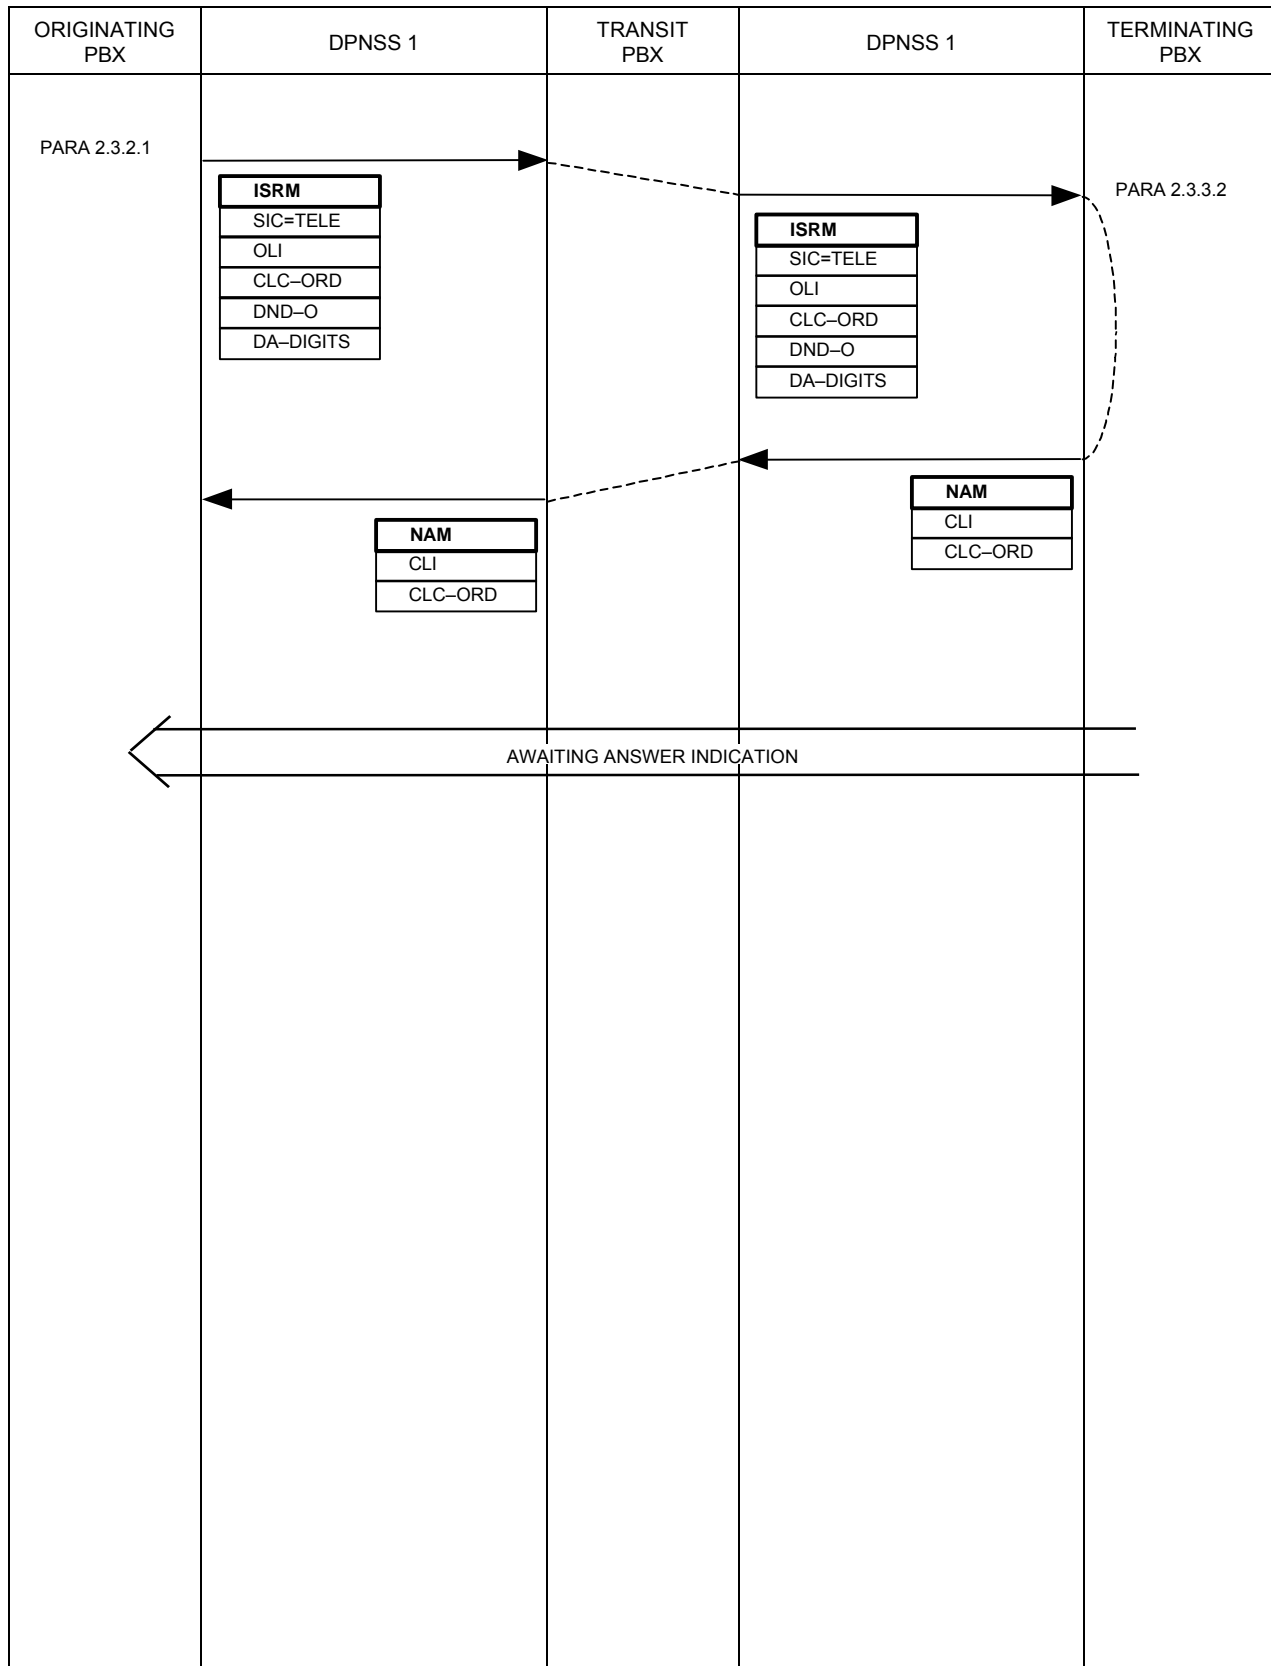 ORIGINATING
PBX
DPNSS 1
TRANSIT
PBX
DPNSS 1
TERMINATING
PBX
PARA 2.3.2.1
ISRM
SIC=TELE
OLI
CLC–ORD
DND–O
DA–DIGITS
PARA 2.3.3.2
ISRM
SIC=TELE
OLI
CLC–ORD
DND–O
DA–DIGITS
NAM
CLI
CLC–ORD
NAM
CLI
CLC–ORD
AWAITING ANSWER INDICATION